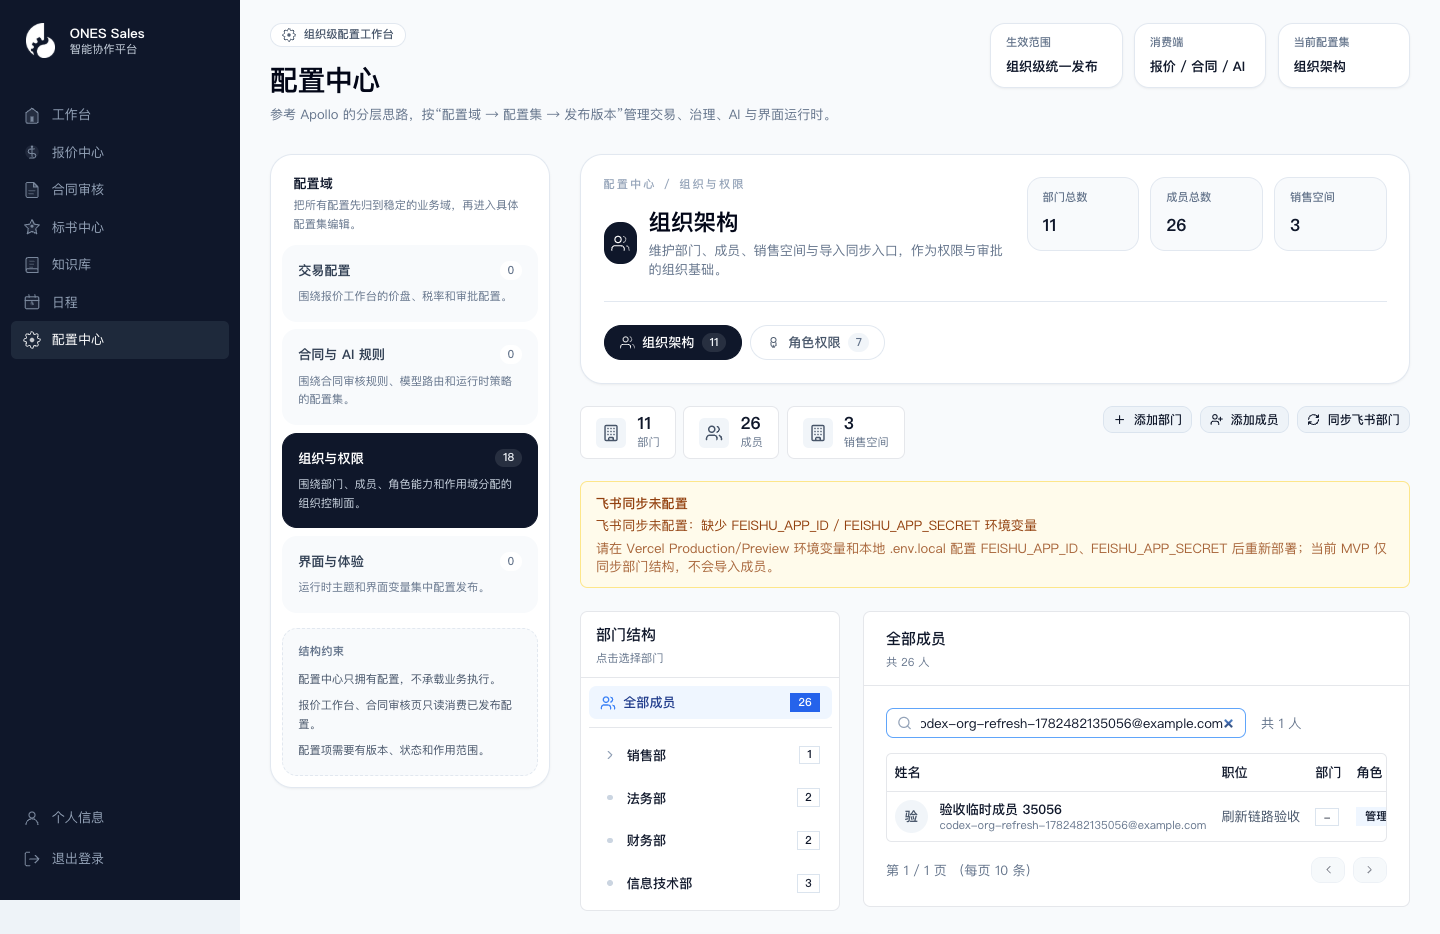 ONES Sales
智能协作平台
工作台
报价中心
合同审核
标书中心
知识库
日程
配置中心
个人信息
退出登录
组织级配置工作台
配置中心
参考 Apollo 的分层思路，按“配置域 → 配置集 → 发布版本”管理交易、治理、AI 与界面运行时。
生效范围
组织级统一发布
消费端
报价 / 合同 / AI
当前配置集
组织架构
配置域
把所有配置先归到稳定的业务域，再进入具体
配置集编辑。
交易配置 0
围绕报价工作台的价盘、税率和审批配置。
合同与 AI 规则 0
围绕合同审核规则、模型路由和运行时策略
的配置集。
组织与权限 18
围绕部门、成员、角色能力和作用域分配的
组织控制面。
界面与体验 0
运行时主题和界面变量集中配置发布。
结构约束
配置中心只拥有配置，不承载业务执行。
报价工作台、合同审核页只读消费已发布配
置。
配置项需要有版本、状态和作用范围。
配置中心 / 组织与权限
组织架构
维护部门、成员、销售空间与导入同步入口，作为权限与审批
的组织基础。
部门总数
11
成员总数
26
销售空间
3
组织架构 11
角色权限 7
11
部门
26
成员
3
销售空间
添加部门
添加成员
同步飞书部门
飞书同步未配置
飞书同步未配置：缺少 FEISHU_APP_ID / FEISHU_APP_SECRET 环境变量
请在 Vercel Production/Preview 环境变量和本地 .env.local 配置 FEISHU_APP_ID、FEISHU_APP_SECRET 后重新部署；当前 MVP 仅
同步部门结构，不会导入成员。
部门结构
点击选择部门
全部成员 26
销售部 1
法务部 2
财务部 2
信息技术部 3
全部成员
共 26 人
odex-org-refresh-1782482135056@example.com
共 1 人
姓名 职位 部门 角色
验 验收临时成员 35056
codex-org-refresh-1782482135056@example.com
刷新链路验收 – 管理
第 1 / 1 页 （每页 10 条）